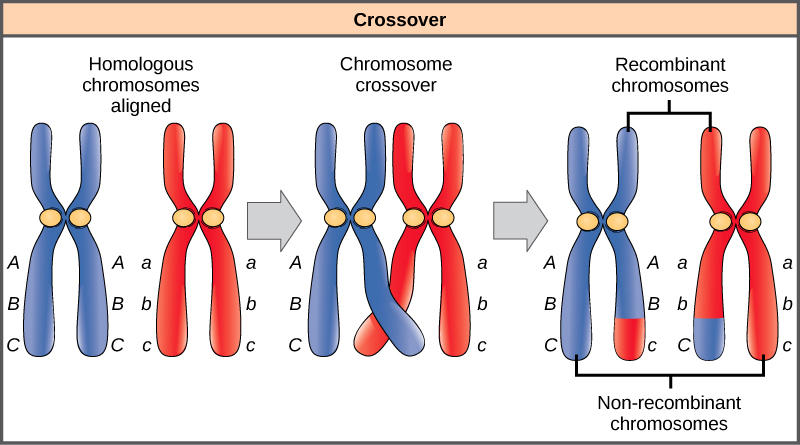 Crossover
Homologous
chromosomes
aligned
Chromosome
crossover
Recombinant
chromosomes
A A a a A a A A a a
B B b b B b B B b b
C C c c C c C c C c
Non-recombinant
chromosomes